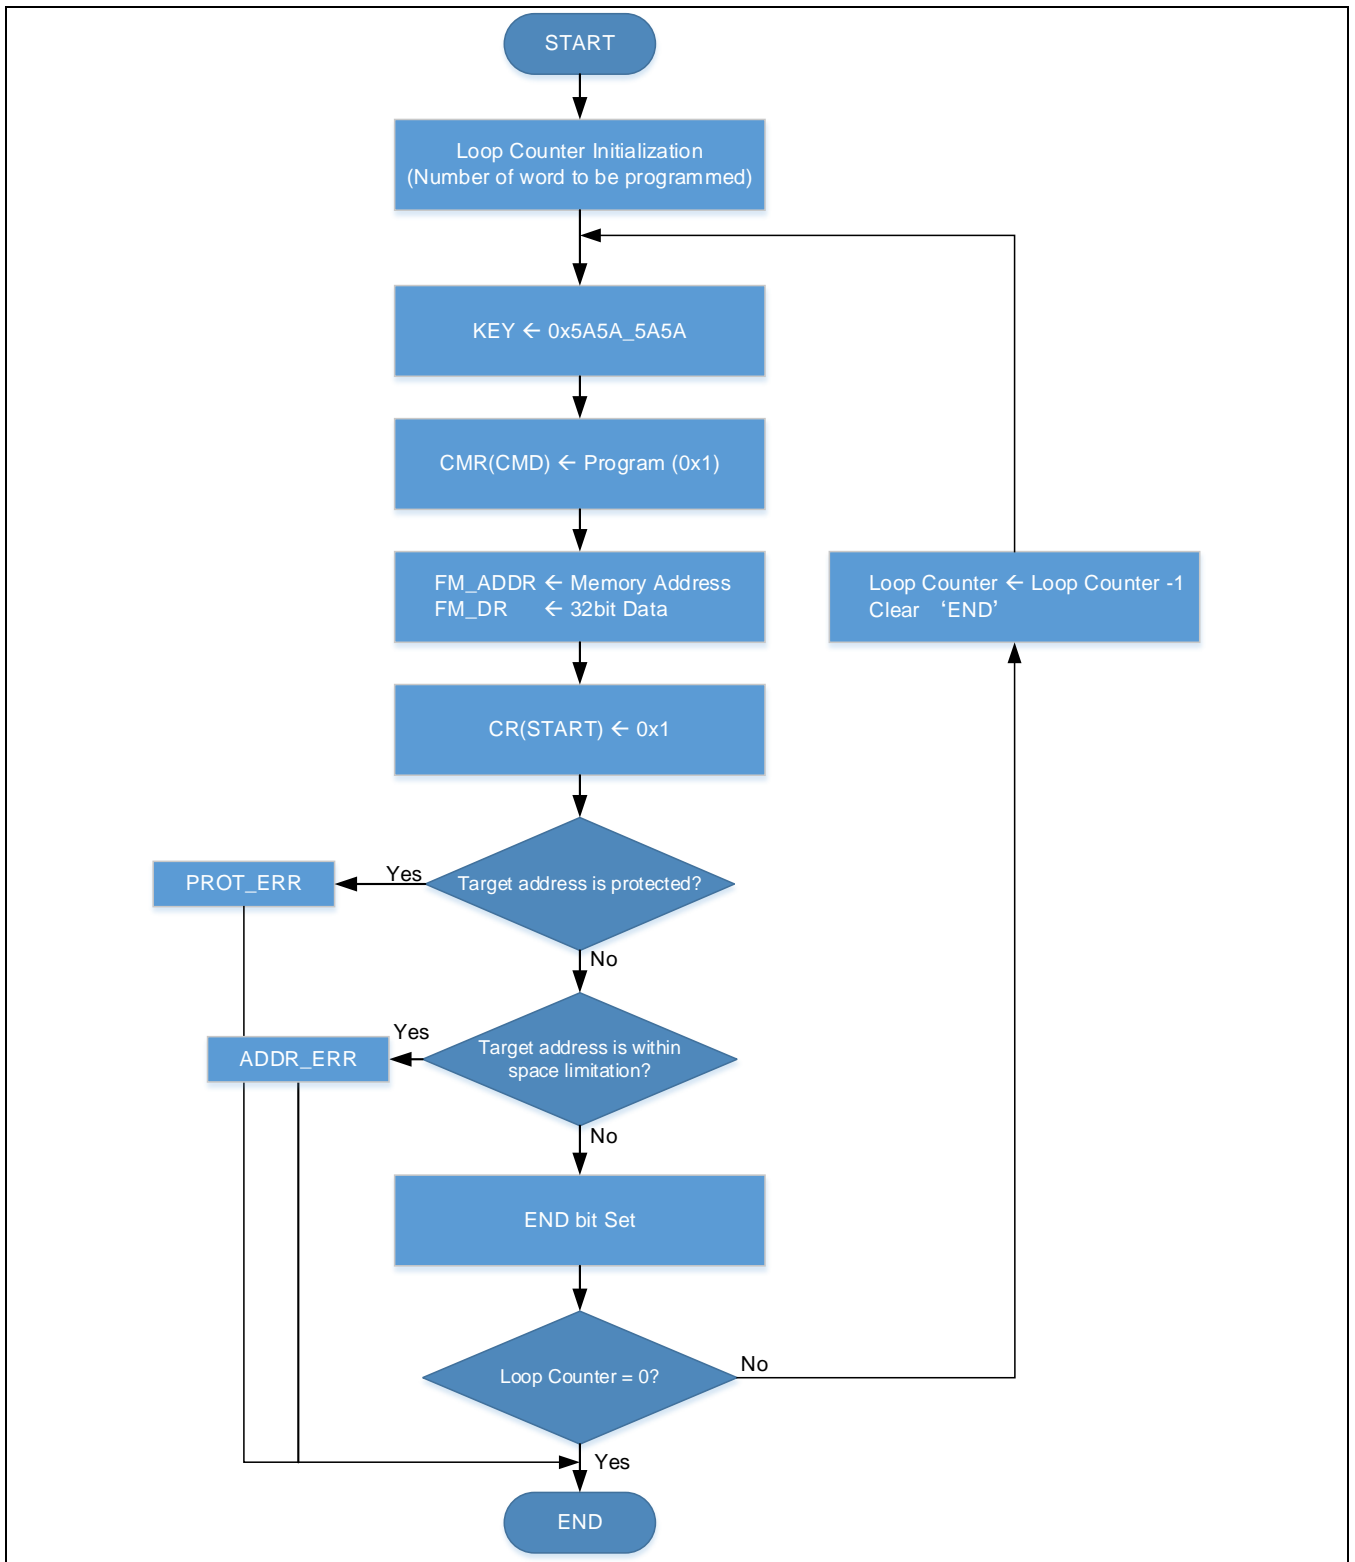 START
Loop Counter Initialization
(Number of word to be programmed)
KEY ← 0x5A5A_5A5A
CMR(CMD) ← Program (0x1)
FM_ADDR ← Memory Address
FM_DR ← 32bit Data
Loop Counter ← Loop Counter -1
Clear ‘END’
CR(START) ← 0x1
Target address is protected?
Yes
PROT_ERR
No
Target address is within
space limitation?
Yes
ADDR_ERR
No
END bit Set
Loop Counter = 0?
No
Yes
END